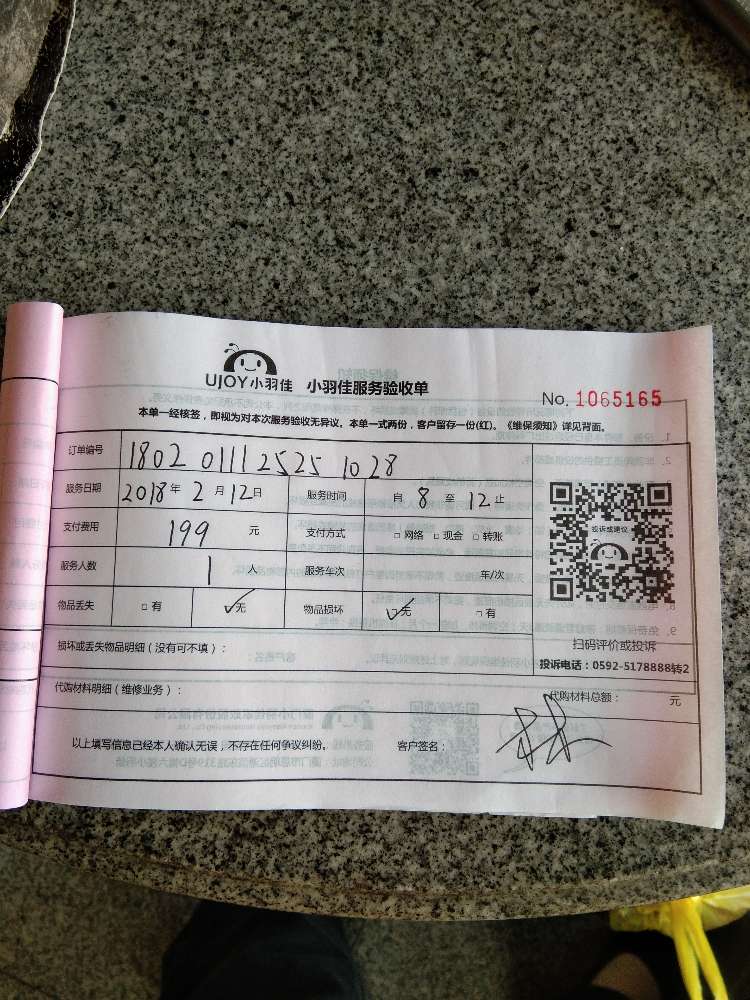 UJOY小羽佳 小羽佳服务验收单
No. 1065165
本单一经核签，即视为对本次服务验收无异议。本单一式两份，客户留存一份(红)。《维保须知》详见背面。
订单编号 1802 0111 2525 1028
服务日期 2018年 2月 12日 服务时间 自 8 至 12 止
支付费用 199 元 支付方式 □网络 □现金 □转账
服务人数 1 人 服务车次 车/次
物品丢失 □有 ☑无 物品损坏 ☑无 □有
投诉或建议
扫码评价或投诉
投诉电话：0592-5178888转2
损坏或丢失物品明细（没有可不填）：
代购材料明细（维修业务）： 代购材料总额： 元
以上填写信息已经本人确认无误，不存在任何争议纠纷。 客户签名：